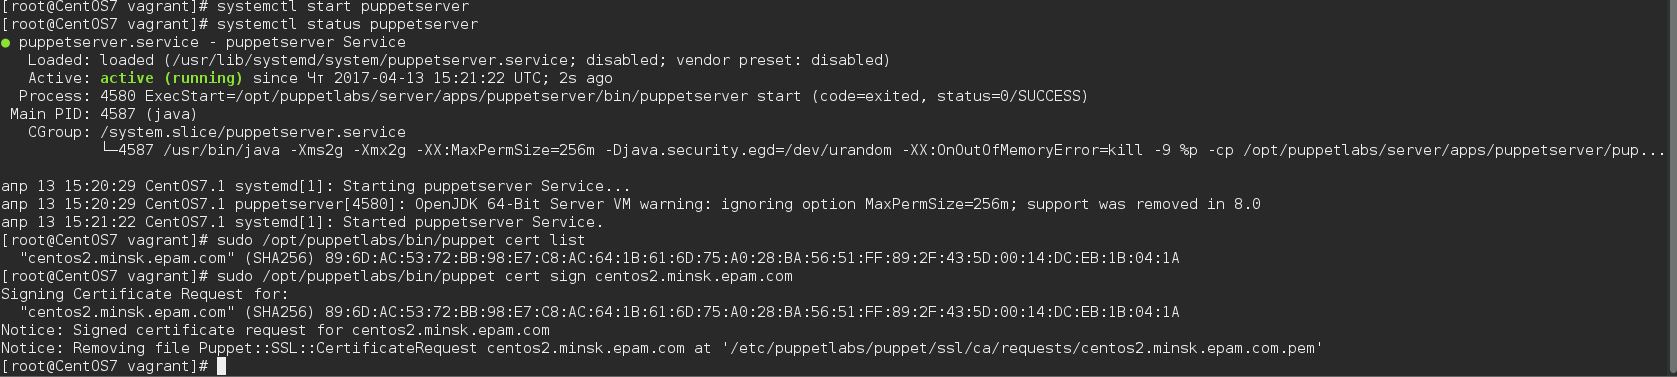 [root@CentOS7 vagrant]# systemctl start puppetserver
[root@CentOS7 vagrant]# systemctl status puppetserver
● puppetserver.service - puppetserver Service
   Loaded: loaded (/usr/lib/systemd/system/puppetserver.service; disabled; vendor preset: disabled)
   Active: active (running) since Чт 2017-04-13 15:21:22 UTC; 2s ago
  Process: 4580 ExecStart=/opt/puppetlabs/server/apps/puppetserver/bin/puppetserver start (code=exited, status=0/SUCCESS)
 Main PID: 4587 (java)
   CGroup: /system.slice/puppetserver.service
           └─4587 /usr/bin/java -Xms2g -Xmx2g -XX:MaxPermSize=256m -Djava.security.egd=/dev/urandom -XX:OnOutOfMemoryError=kill -9 %p -cp /opt/puppetlabs/server/apps/puppetserver/pup...
апр 13 15:20:29 CentOS7.1 systemd[1]: Starting puppetserver Service...
апр 13 15:20:29 CentOS7.1 puppetserver[4580]: OpenJDK 64-Bit Server VM warning: ignoring option MaxPermSize=256m; support was removed in 8.0
апр 13 15:21:22 CentOS7.1 systemd[1]: Started puppetserver Service.
[root@CentOS7 vagrant]# sudo /opt/puppetlabs/bin/puppet cert list
  "centos2.minsk.epam.com" (SHA256) 89:6D:AC:53:72:BB:98:E7:C8:AC:64:1B:61:6D:75:A0:28:BA:56:51:FF:89:2F:43:5D:00:14:DC:EB:1B:04:1A
[root@CentOS7 vagrant]# sudo /opt/puppetlabs/bin/puppet cert sign centos2.minsk.epam.com
Signing Certificate Request for:
  "centos2.minsk.epam.com" (SHA256) 89:6D:AC:53:72:BB:98:E7:C8:AC:64:1B:61:6D:75:A0:28:BA:56:51:FF:89:2F:43:5D:00:14:DC:EB:1B:04:1A
Notice: Signed certificate request for centos2.minsk.epam.com
Notice: Removing file Puppet::SSL::CertificateRequest centos2.minsk.epam.com at '/etc/puppetlabs/puppet/ssl/ca/requests/centos2.minsk.epam.com.pem'
[root@CentOS7 vagrant]#